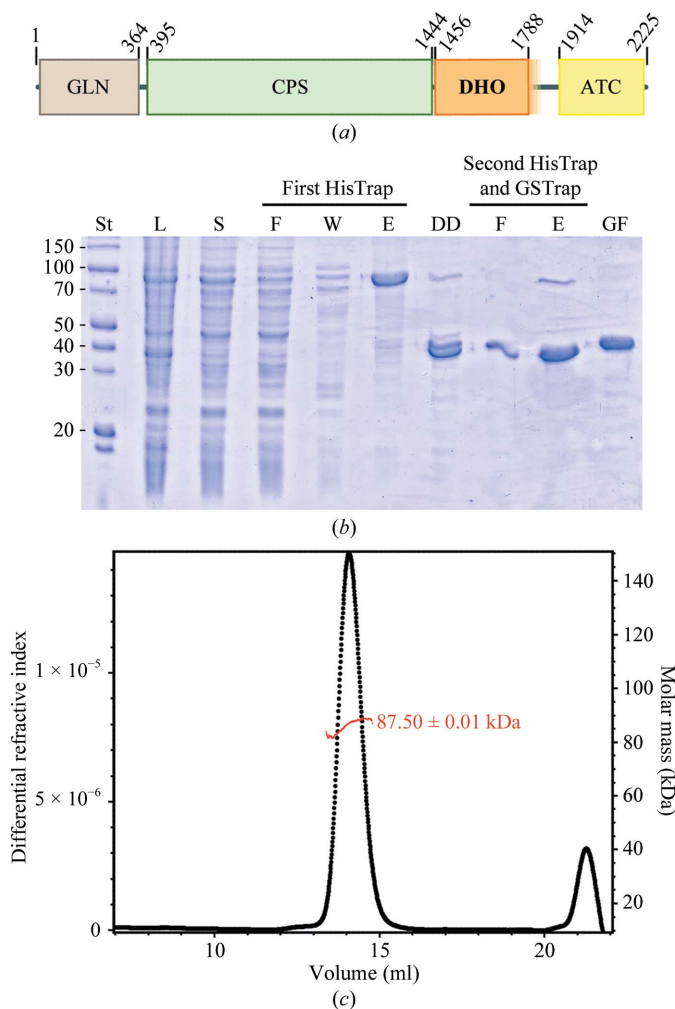 1 364 395 1444 1456 1788 1914 2225
GLN CPS DHO ATC
(a)
Second HisTrap
First HisTrap and GSTrap
St L S F W E DD F E GF
150
100
70
50
40
30
20
(b)
Differential refractive index
1 × 10⁻⁵
5 × 10⁻⁶
0
87.50 ± 0.01 kDa
140
120
100
80
60
40
20
Molar mass (kDa)
10 15 20
Volume (ml)
(c)